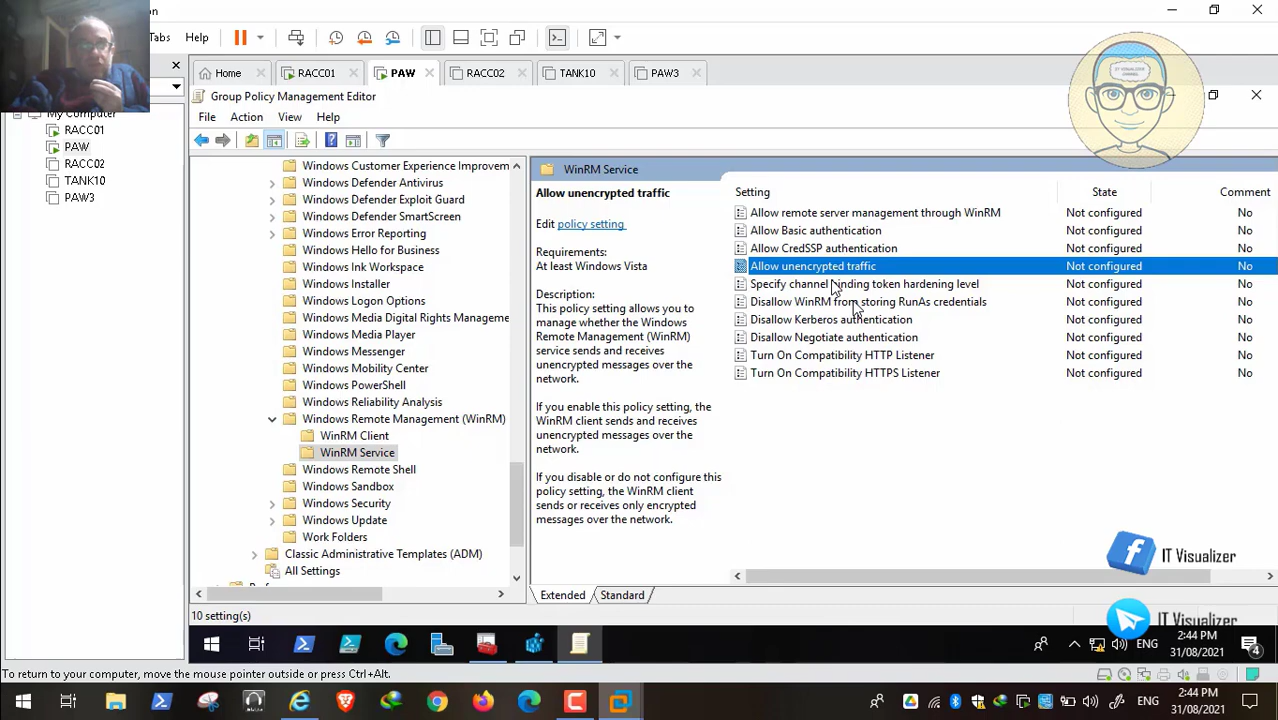 on
Tabs Help
Home RACC01 PAW RACC02 TANK10 PAW3
IT VISUALIZER
CHANNEL
My Computer
RACC01
PAW
RACC02
TANK10
PAW3
Group Policy Management Editor
File Action View Help
Windows Customer Experience Improvem
Windows Defender Antivirus
Windows Defender Exploit Guard
Windows Defender SmartScreen
Windows Error Reporting
Windows Hello for Business
Windows Ink Workspace
Windows Installer
Windows Logon Options
Windows Media Digital Rights Manageme
Windows Media Player
Windows Messenger
Windows Mobility Center
Windows PowerShell
Windows Reliability Analysis
Windows Remote Management (WinRM)
WinRM Client
WinRM Service
Windows Remote Shell
Windows Sandbox
Windows Security
Windows Update
Work Folders
Classic Administrative Templates (ADM)
All Settings
WinRM Service
Allow unencrypted traffic
Edit policy setting
Requirements:
At least Windows Vista
Description:
This policy setting allows you to
manage whether the Windows
Remote Management (WinRM)
service sends and receives
unencrypted messages over the
network.
If you enable this policy setting, the
WinRM client sends and receives
unencrypted messages over the
network.
If you disable or do not configure this
policy setting, the WinRM client
sends or receives only encrypted
messages over the network.
Setting State Comment
Allow remote server management through WinRM Not configured No
Allow Basic authentication Not configured No
Allow CredSSP authentication Not configured No
Allow unencrypted traffic Not configured No
Specify channel binding token hardening level Not configured No
Disallow WinRM from storing RunAs credentials Not configured No
Disallow Kerberos authentication Not configured No
Disallow Negotiate authentication Not configured No
Turn On Compatibility HTTP Listener Not configured No
Turn On Compatibility HTTPS Listener Not configured No
IT Visualizer
IT Visualizer
Extended Standard
10 setting(s)
ENG
2:44 PM
31/08/2021
4
To return to your computer, move the mouse pointer outside or press Ctrl+Alt.
ENG
2:44 PM
31/08/2021